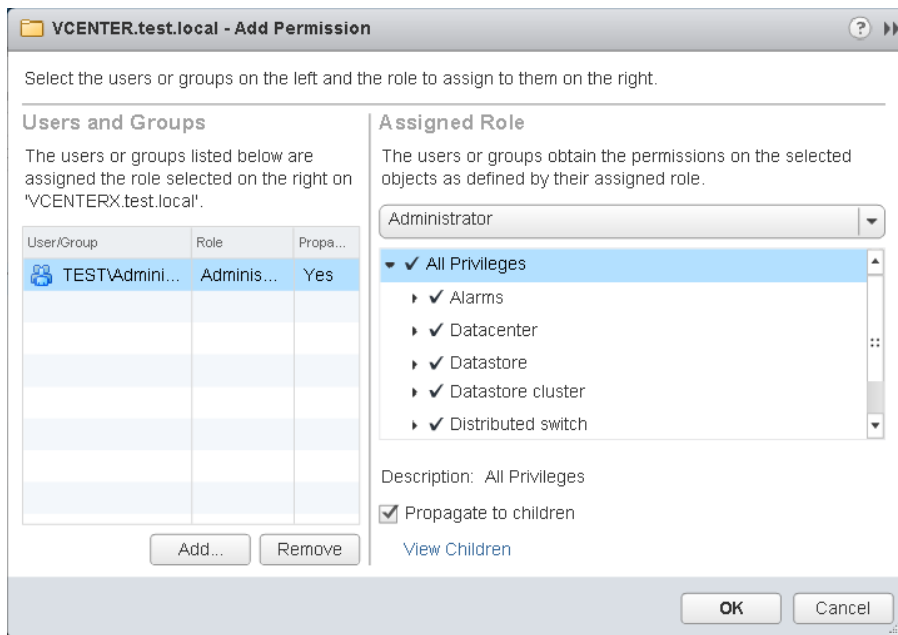 VCENTER.test.local - Add Permission
?
Select the users or groups on the left and the role to assign to them on the right.
Users and Groups
The users or groups listed below are
assigned the role selected on the right on
'VCENTERX.test.local'.
User/Group Role Propa...
TEST\Admini... Adminis... Yes
Add... Remove
Assigned Role
The users or groups obtain the permissions on the selected
objects as defined by their assigned role.
Administrator
All Privileges
Alarms
Datacenter
Datastore
Datastore cluster
Distributed switch
Description: All Privileges
Propagate to children
View Children
OK Cancel